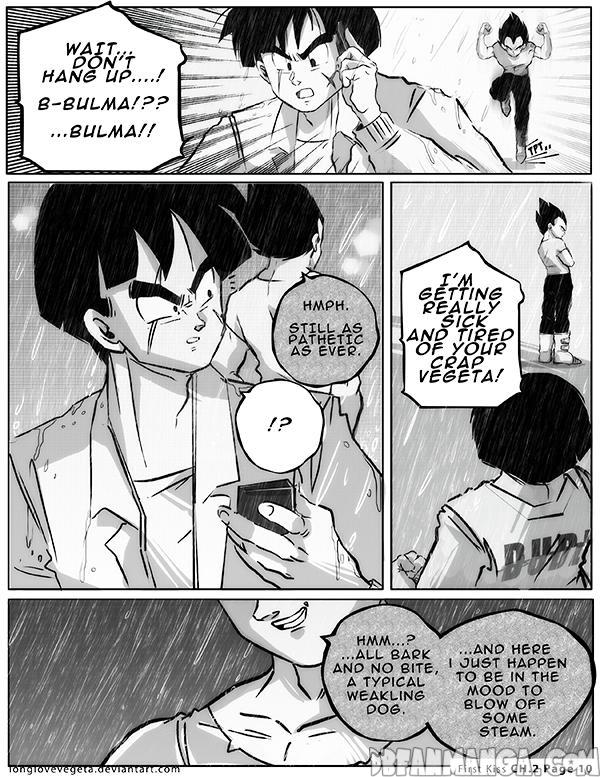 WAIT...
DON'T
HANG UP....!
B-BULMA!??
...BULMA!!
TPT..
HMPH.
STILL AS
PATHETIC
AS EVER.
!?
I'M
GETTING
REALLY
SICK
AND TIRED
OF YOUR
CRAP
VEGETA!
HMM...?
...ALL BARK
AND NO BITE,
A TYPICAL
WEAKLING
DOG.
...AND HERE
I JUST HAPPEN
TO BE IN THE
MOOD TO
BLOW OFF
SOME
STEAM.
longlovevegeta.deviantart.com
First Kiss CH.2 Page 10
DBFANMANGA.COM